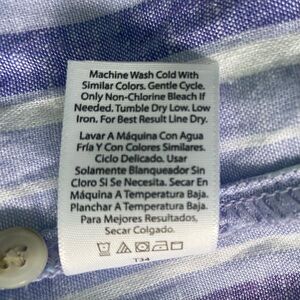 Machine Wash Cold With
Similar Colors. Gentle Cycle.
Only Non-Chlorine Bleach If
Needed. Tumble Dry Low. Low
Iron. For Best Result Line Dry.
Lavar A Máquina Con Agua
Fría Y Con Colores Similares.
Ciclo Delicado. Usar
Solamente Blanqueador Sin
Cloro Si Se Necesita. Secar En
Máquina A Temperatura Baja.
Planchar A Temperatura Baja.
Para Mejores Resultados,
Secar Colgado.
T34